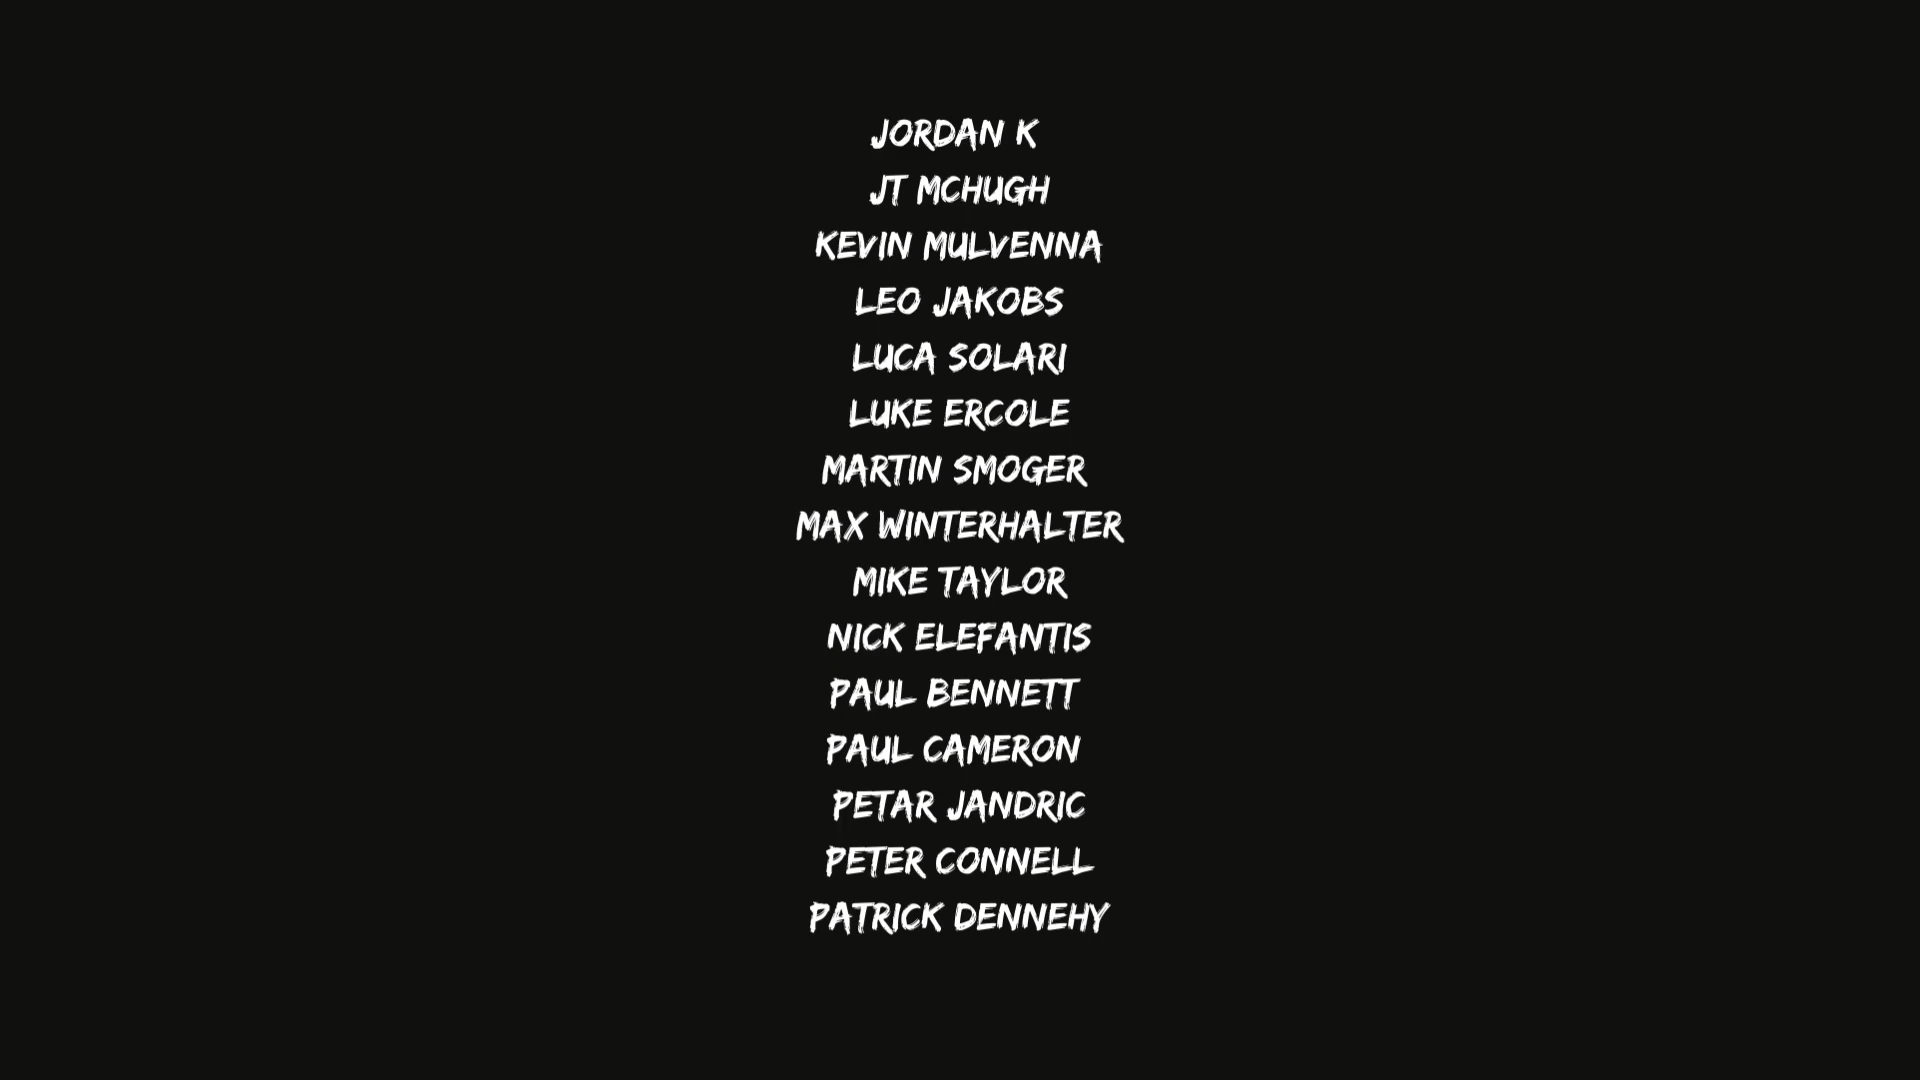 JORDAN K
JT MCHUGH
KEVIN MULVENNA
LEO JAKOBS
LUCA SOLARI
LUKE ERCOLE
MARTIN SMOGER
MAX WINTERHALTER
MIKE TAYLOR
NICK ELEFANTIS
PAUL BENNETT
PAUL CAMERON
PETAR JANDRIC
PETER CONNELL
PATRICK DENNEHY